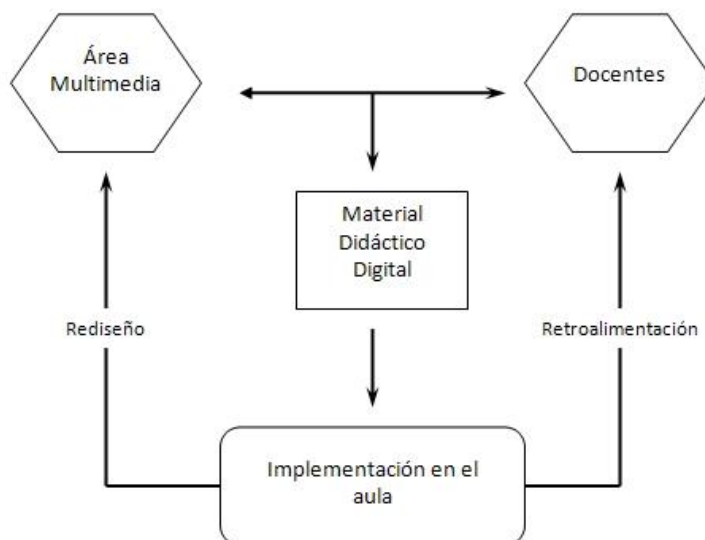 Área
Multimedia
Docentes
Material
Didáctico
Digital
Rediseño
Retroalimentación
Implementación en el
aula